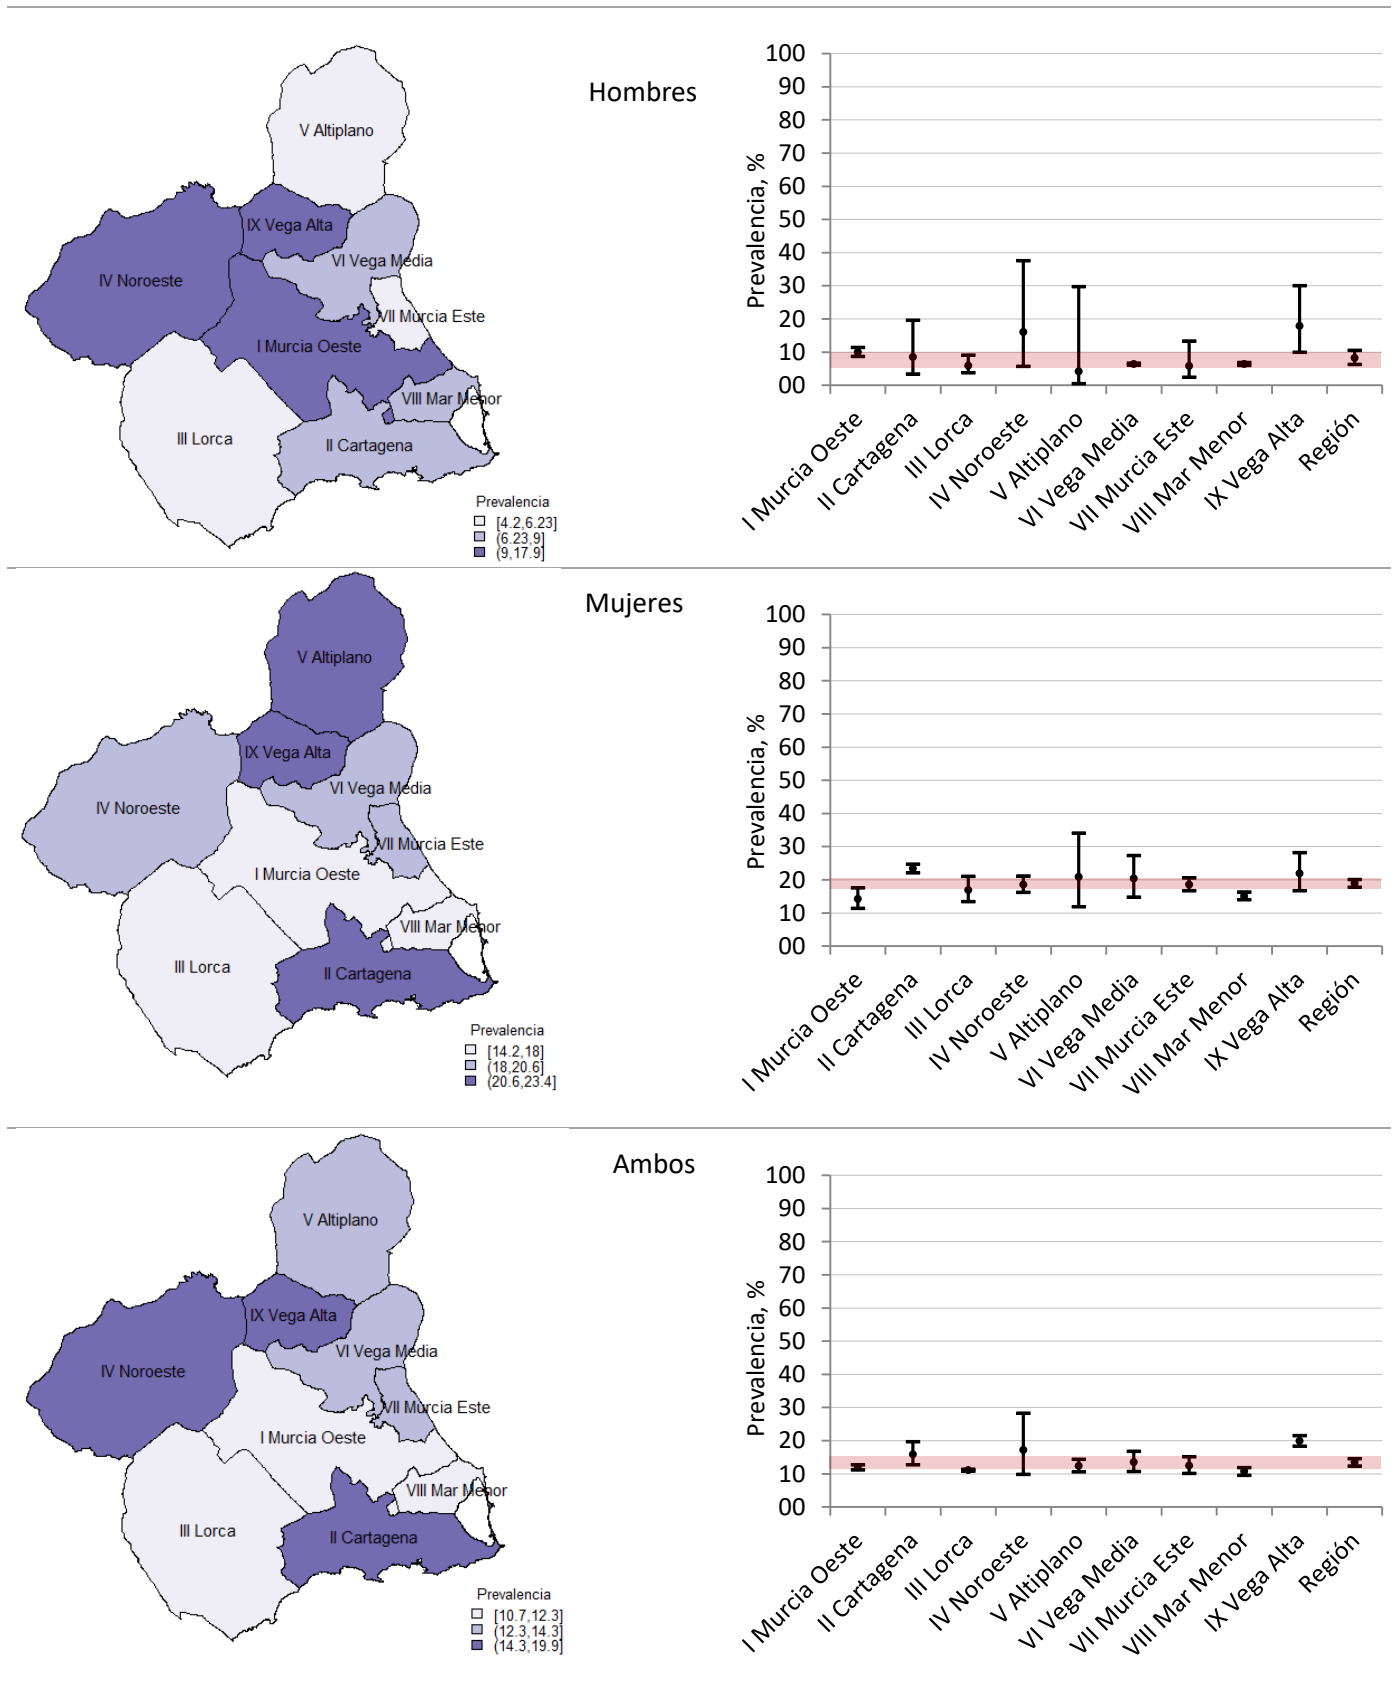 Hombres
V Altiplano
IX Vega Alta
VI Vega Media
IV Noroeste
VII Murcia Este
I Murcia Oeste
VIII Mar Menor
III Lorca
II Cartagena
Prevalencia
[4.2,6.23]
(6.23,9]
(9,17.9]
Prevalencia, %
100
90
80
70
60
50
40
30
20
10
00
I Murcia Oeste
II Cartagena
III Lorca
IV Noroeste
V Altiplano
VI Vega Media
VII Murcia Este
VIII Mar Menor
IX Vega Alta
Región
Mujeres
V Altiplano
IX Vega Alta
VI Vega Media
IV Noroeste
VII Murcia Este
I Murcia Oeste
VIII Mar Menor
III Lorca
II Cartagena
Prevalencia
[14.2,18]
(18,20.6]
(20.6,23.4]
Prevalencia, %
100
90
80
70
60
50
40
30
20
10
00
I Murcia Oeste
II Cartagena
III Lorca
IV Noroeste
V Altiplano
VI Vega Media
VII Murcia Este
VIII Mar Menor
IX Vega Alta
Región
Ambos
V Altiplano
IX Vega Alta
VI Vega Media
IV Noroeste
VII Murcia Este
I Murcia Oeste
VIII Mar Menor
III Lorca
II Cartagena
Prevalencia
[10.7,12.3]
(12.3,14.3]
(14.3,19.9]
Prevalencia, %
100
90
80
70
60
50
40
30
20
10
00
I Murcia Oeste
II Cartagena
III Lorca
IV Noroeste
V Altiplano
VI Vega Media
VII Murcia Este
VIII Mar Menor
IX Vega Alta
Región